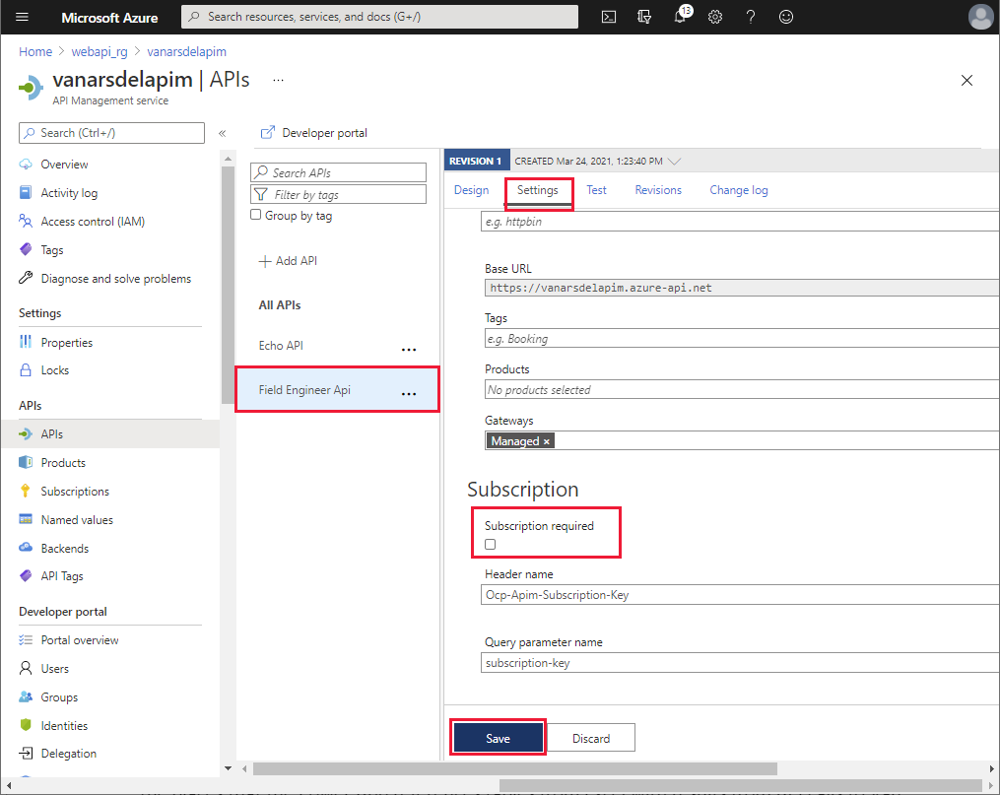 Microsoft Azure
Search resources, services, and docs (G+/)
13
Home > webapi_rg > vanarsdelapim
vanarsdelapim | APIs ...
API Management service
Search (Ctrl+/)
«
Overview
Activity log
Access control (IAM)
Tags
Diagnose and solve problems
Settings
Properties
Locks
APIs
APIs
Products
Subscriptions
Named values
Backends
API Tags
Developer portal
Portal overview
Users
Groups
Identities
Delegation
Developer portal
Search APIs
Filter by tags
Group by tag
+ Add API
All APIs
Echo API ...
Field Engineer Api ...
REVISION 1 CREATED Mar 24, 2021, 1:23:40 PM
Design Settings Test Revisions Change log
e.g. httpbin
Base URL
https://vanarsdelapim.azure-api.net
Tags
e.g. Booking
Products
No products selected
Gateways
Managed ×
Subscription
Subscription required
Header name
Ocp-Apim-Subscription-Key
Query parameter name
subscription-key
Save Discard